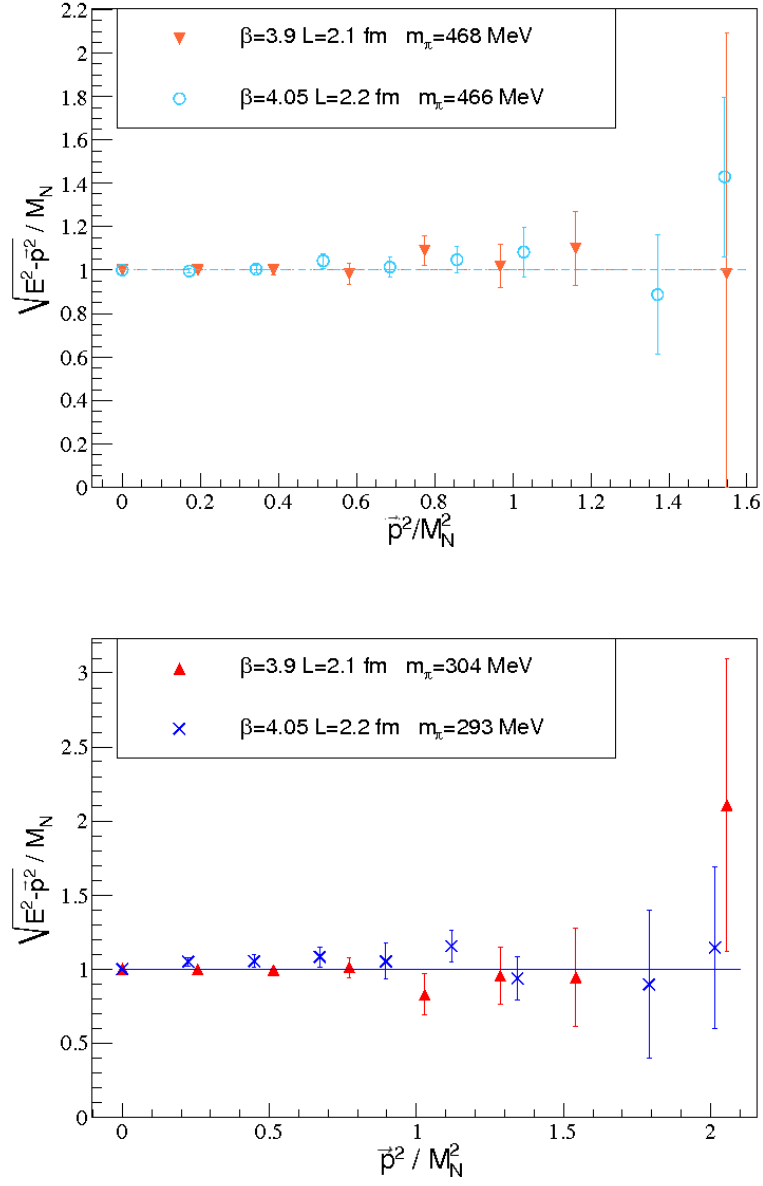 2.2
2
1.8
1.6
1.4
1.2
1
0.8
0.6
0.4
0.2
0
β=3.9 L=2.1 fm mπ=468 MeV
β=4.05 L=2.2 fm mπ=466 MeV
√E²-p⃗² / M_N
0 0.2 0.4 0.6 0.8 1 1.2 1.4 1.6
p⃗²/M_N²
3
2.5
2
1.5
1
0.5
0
β=3.9 L=2.1 fm mπ=304 MeV
β=4.05 L=2.2 fm mπ=293 MeV
√E²-p⃗² / M_N
0 0.5 1 1.5 2
p⃗² / M_N²